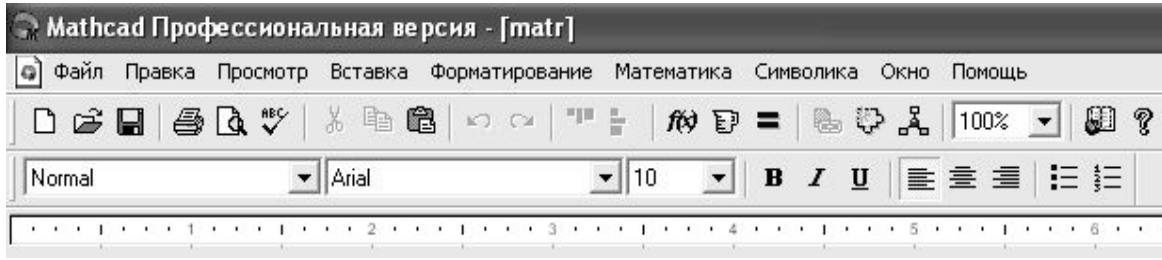 Mathcad Профессиональная версия - [matr]
Файл Правка Просмотр Вставка Форматирование Математика Символика Окно Помощь
ABC f(x) = 100% ?
Normal Arial 10 B I U
1 2 3 4 5 6